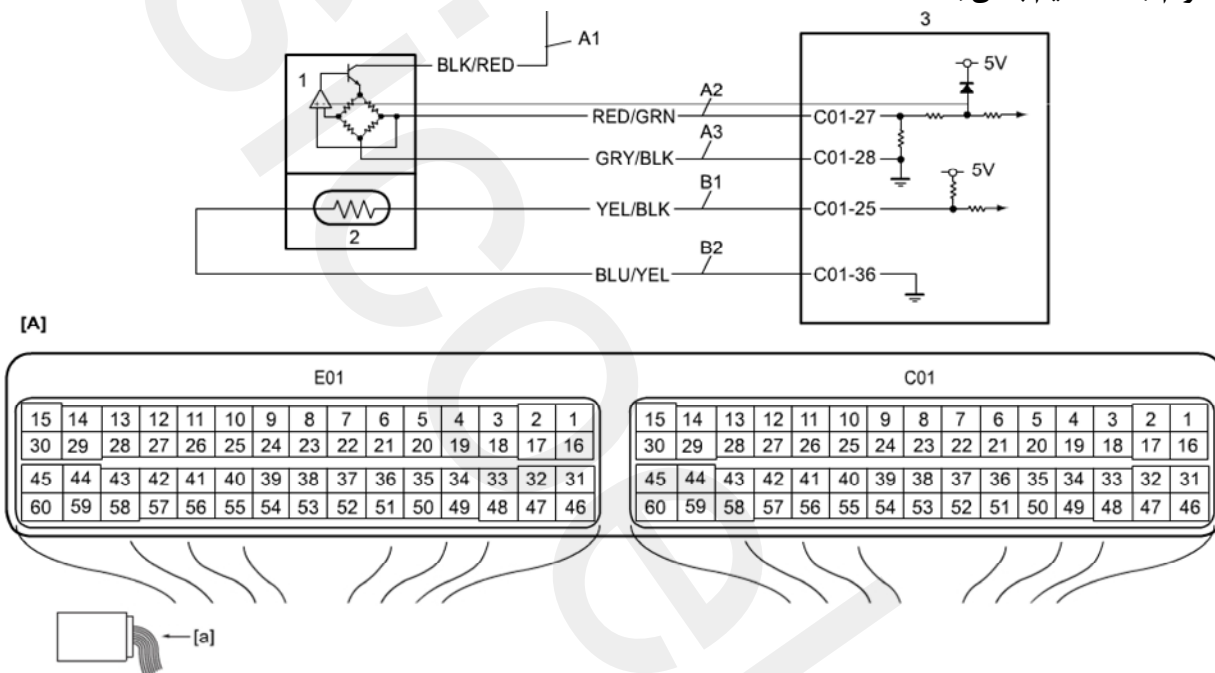 3
A1
BLK/RED
5V
1
A2
RED/GRN
C01-27
A3
GRY/BLK
C01-28
5V
B1
YEL/BLK
C01-25
2
B2
BLU/YEL
C01-36
[A]
E01
15 14 13 12 11 10 9 8 7 6 5 4 3 2 1
30 29 28 27 26 25 24 23 22 21 20 19 18 17 16
45 44 43 42 41 40 39 38 37 36 35 34 33 32 31
60 59 58 57 56 55 54 53 52 51 50 49 48 47 46
C01
15 14 13 12 11 10 9 8 7 6 5 4 3 2 1
30 29 28 27 26 25 24 23 22 21 20 19 18 17 16
45 44 43 42 41 40 39 38 37 36 35 34 33 32 31
60 59 58 57 56 55 54 53 52 51 50 49 48 47 46
[a]